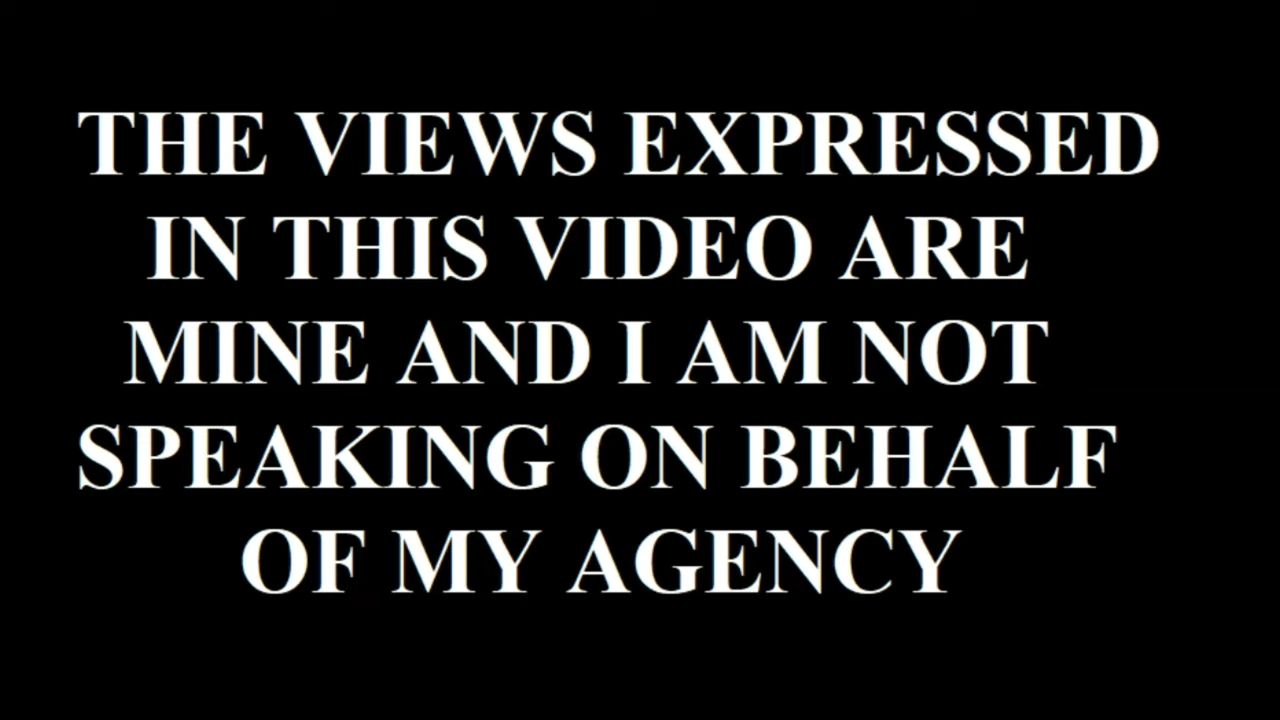 THE VIEWS EXPRESSED
IN THIS VIDEO ARE
MINE AND I AM NOT
SPEAKING ON BEHALF
OF MY AGENCY